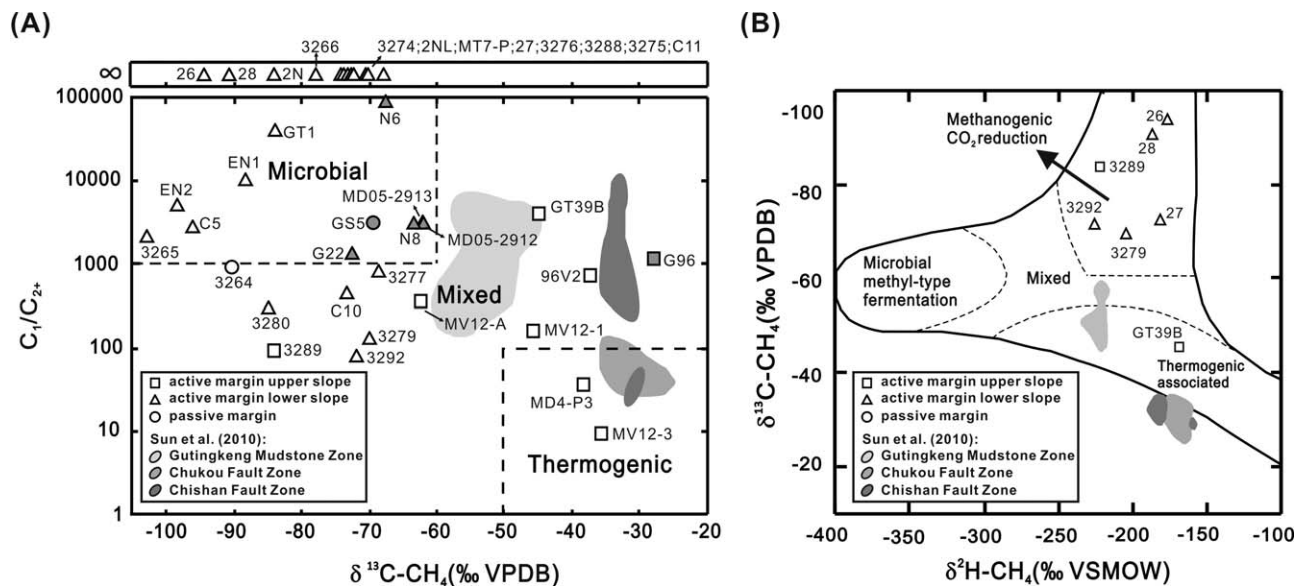 (A)
3266
3274;2NL;MT7-P;27;3276;3288;3275;C11
∞
26
28
2N
100000
N6
GT1
Microbial
EN1
10000
EN2
MD05-2913
GT39B
C5
GS5
N8
MD05-2912
3265
G22
G96
1000
3264
3277
96V2
Mixed
C10
3280
MV12-A
3279
MV12-1
3289
3292
100
MD4-P3
MV12-3
10
Thermogenic
1
C1/C2+
□ active margin upper slope
△ active margin lower slope
○ passive margin
Sun et al. (2010):
Gutingkeng Mudstone Zone
Chukou Fault Zone
Chishan Fault Zone
-100 -90 -80 -70 -60 -50 -40 -30 -20
δ 13C-CH4(‰ VPDB)
(B)
-100
Methanogenic
CO2 reduction
26
28
3289
-80
3292
27
3279
Microbial
methyl-type
fermentation
Mixed
-60
GT39B
Thermogenic
associated
-40
-20
δ13C-CH4(‰ VPDB)
□ active margin upper slope
△ active margin lower slope
○ passive margin
Sun et al. (2010):
Gutingkeng Mudstone Zone
Chukou Fault Zone
Chishan Fault Zone
-400 -350 -300 -250 -200 -150 -100
δ2H-CH4(‰ VSMOW)